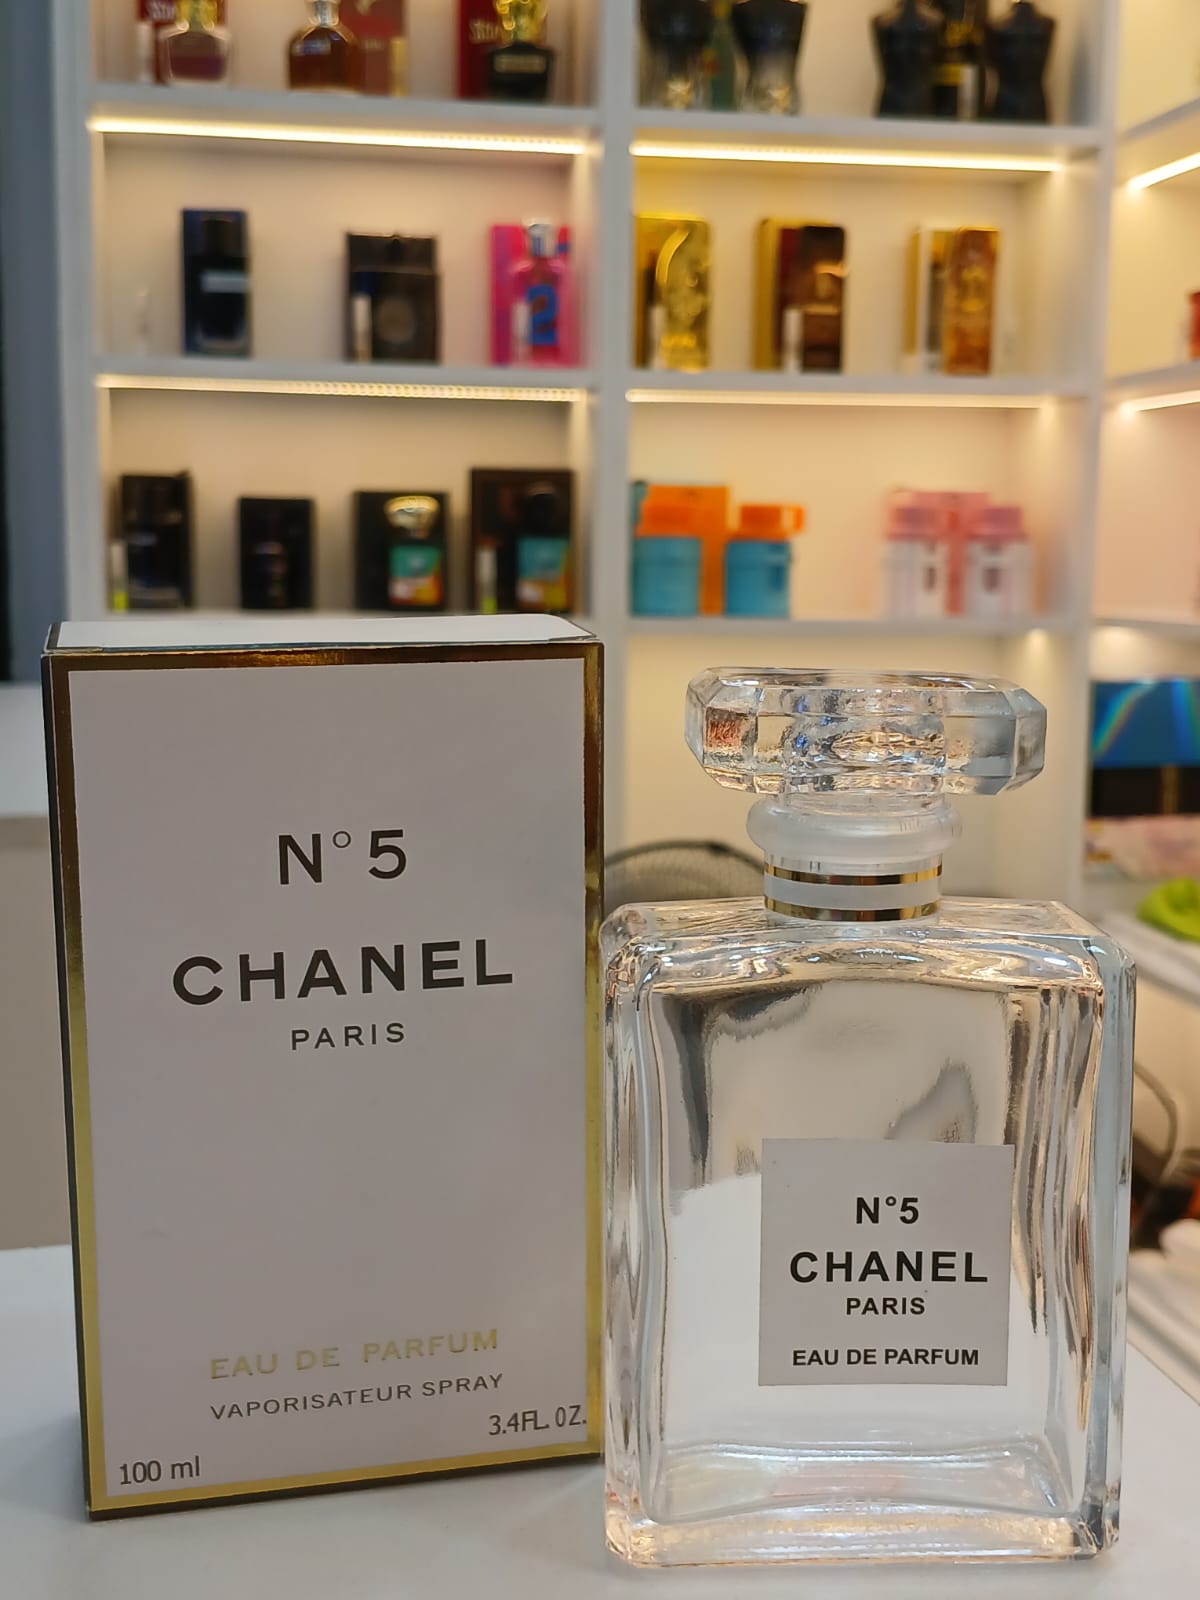 N°5
CHANEL
PARIS
EAU DE PARFUM
VAPORISATEUR SPRAY
3.4FL. OZ.
100 ml
N°5
CHANEL
PARIS
EAU DE PARFUM